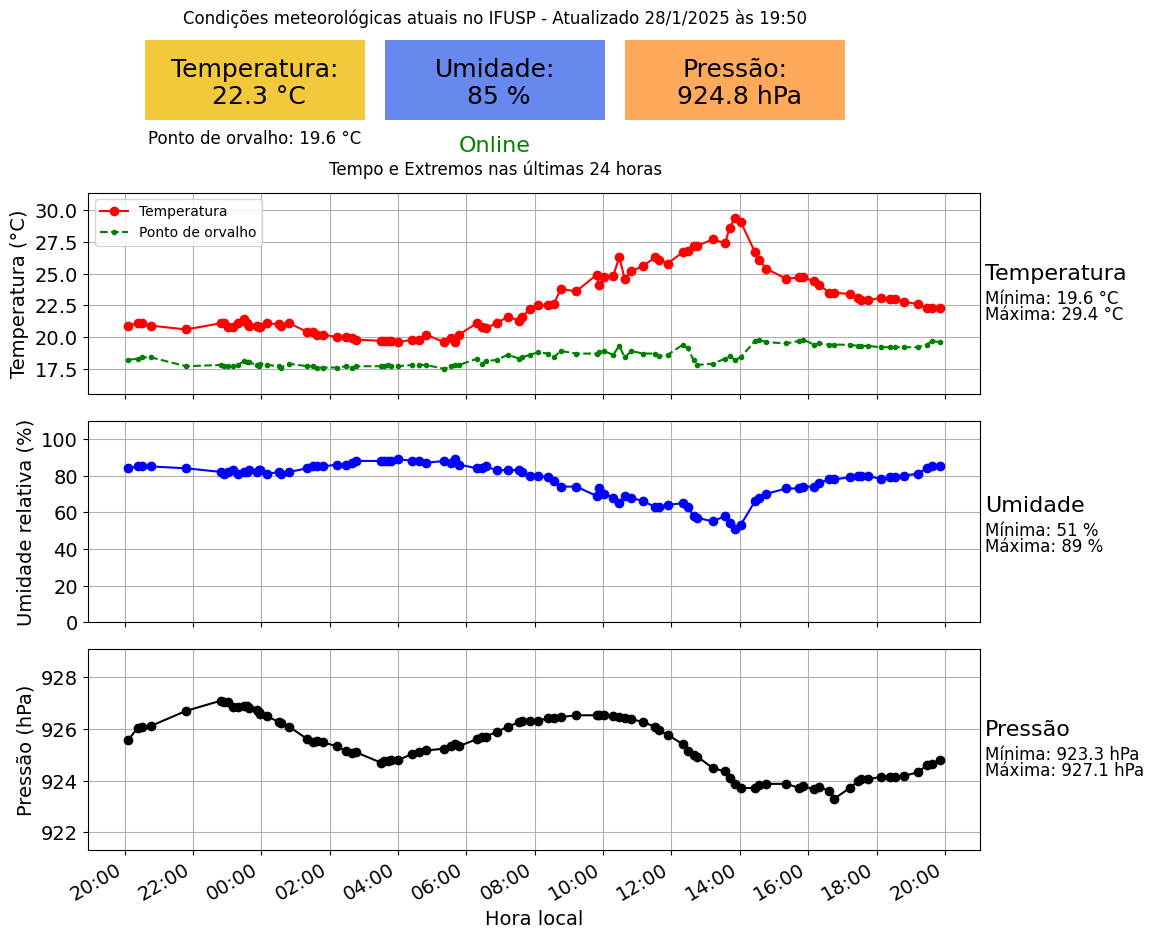 Condições meteorológicas atuais no IFUSP - Atualizado 28/1/2025 às 19:50
Temperatura:
22.3 °C
Umidade:
85 %
Pressão:
924.8 hPa
Ponto de orvalho: 19.6 °C
Online
Tempo e Extremos nas últimas 24 horas
Temperatura (°C)
30.0
27.5
25.0
22.5
20.0
17.5
Temperatura
Ponto de orvalho
Temperatura
Mínima: 19.6 °C
Máxima: 29.4 °C
Umidade relativa (%)
100
80
60
40
20
0
Umidade
Mínima: 51 %
Máxima: 89 %
Pressão (hPa)
928
926
924
922
Pressão
Mínima: 923.3 hPa
Máxima: 927.1 hPa
20:00
22:00
00:00
02:00
04:00
06:00
08:00
10:00
12:00
14:00
16:00
18:00
20:00
Hora local